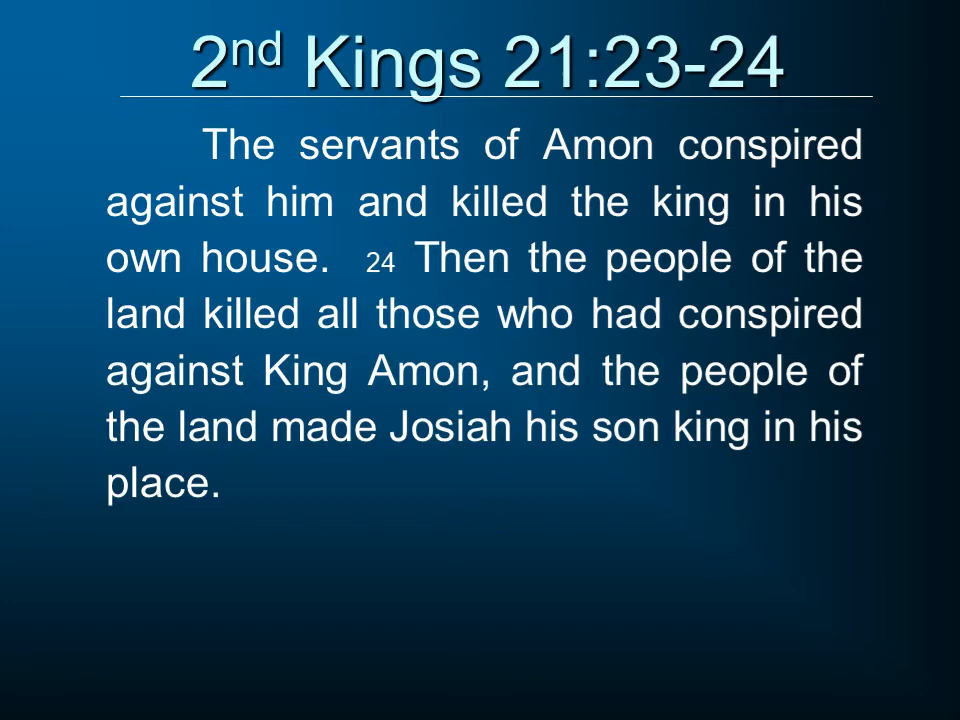 2nd Kings 21:23-24
The servants of Amon conspired
against him and killed the king in his
own house. 24 Then the people of the
land killed all those who had conspired
against King Amon, and the people of
the land made Josiah his son king in his
place.